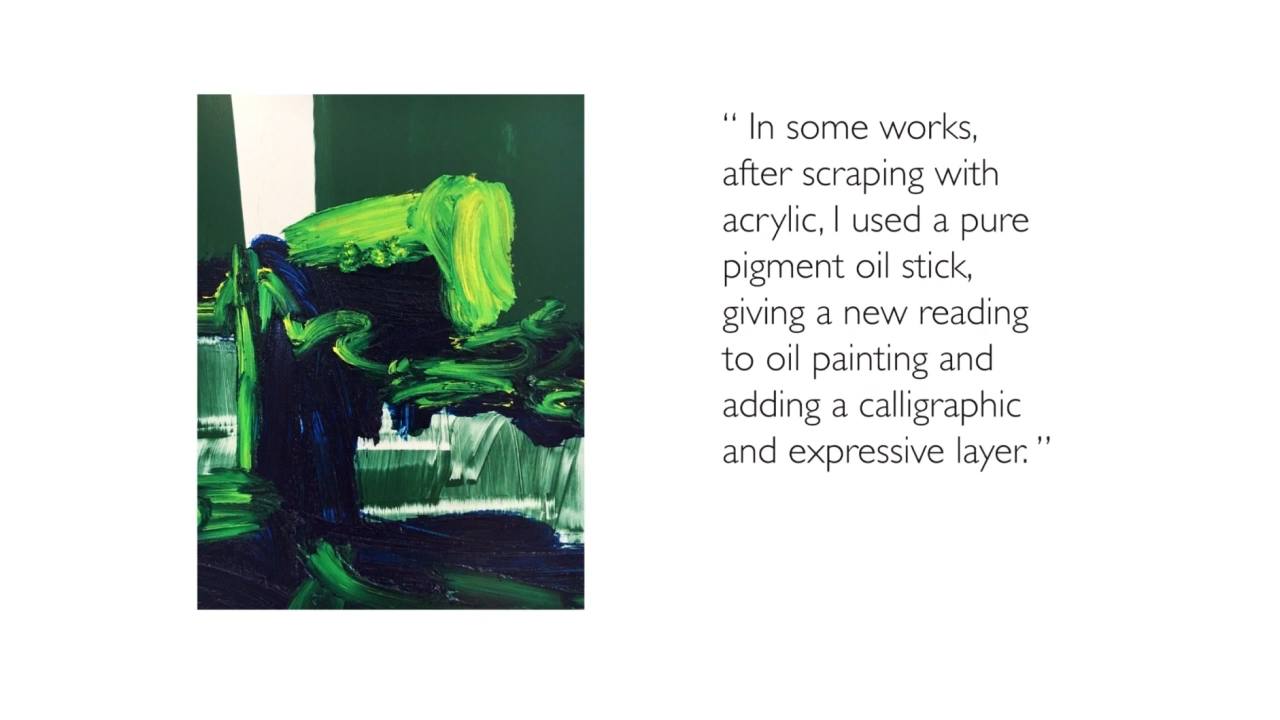 “ In some works,
after scraping with
acrylic, I used a pure
pigment oil stick,
giving a new reading
to oil painting and
adding a calligraphic
and expressive layer. ”